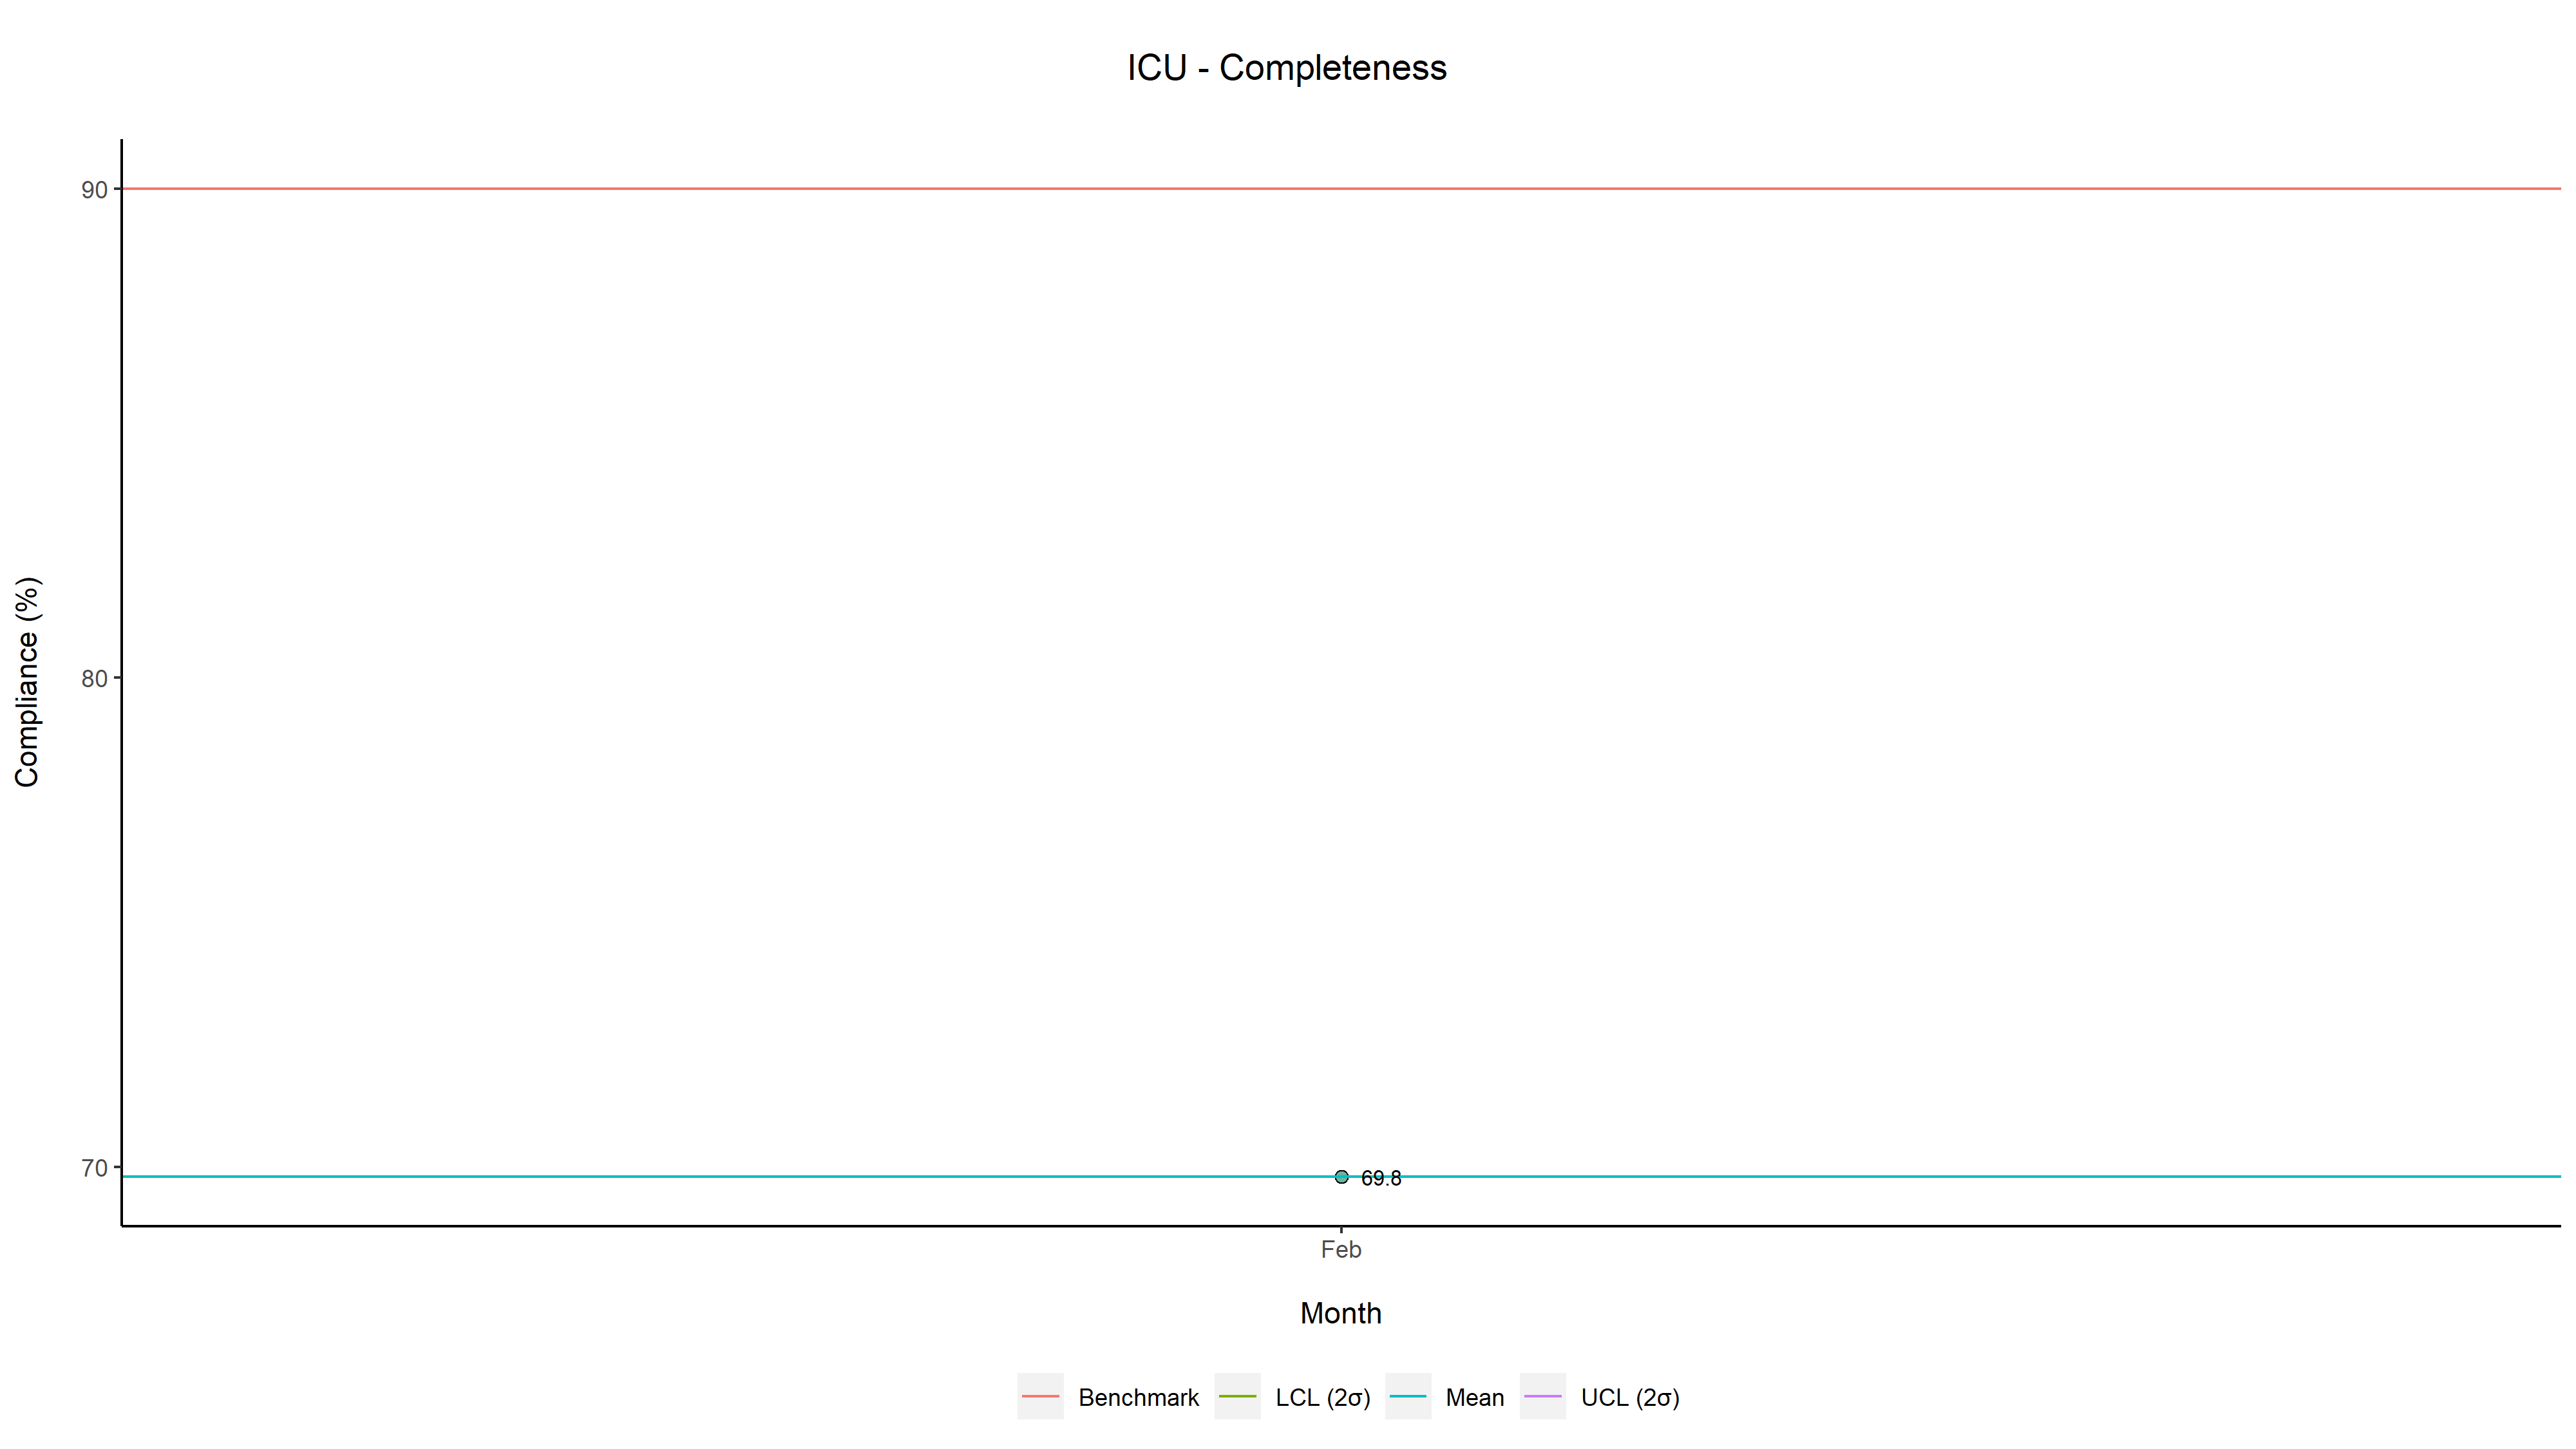 ICU - Completeness
Compliance (%)
90
80
70
69.8
Feb
Month
Benchmark LCL (2σ) Mean UCL (2σ)